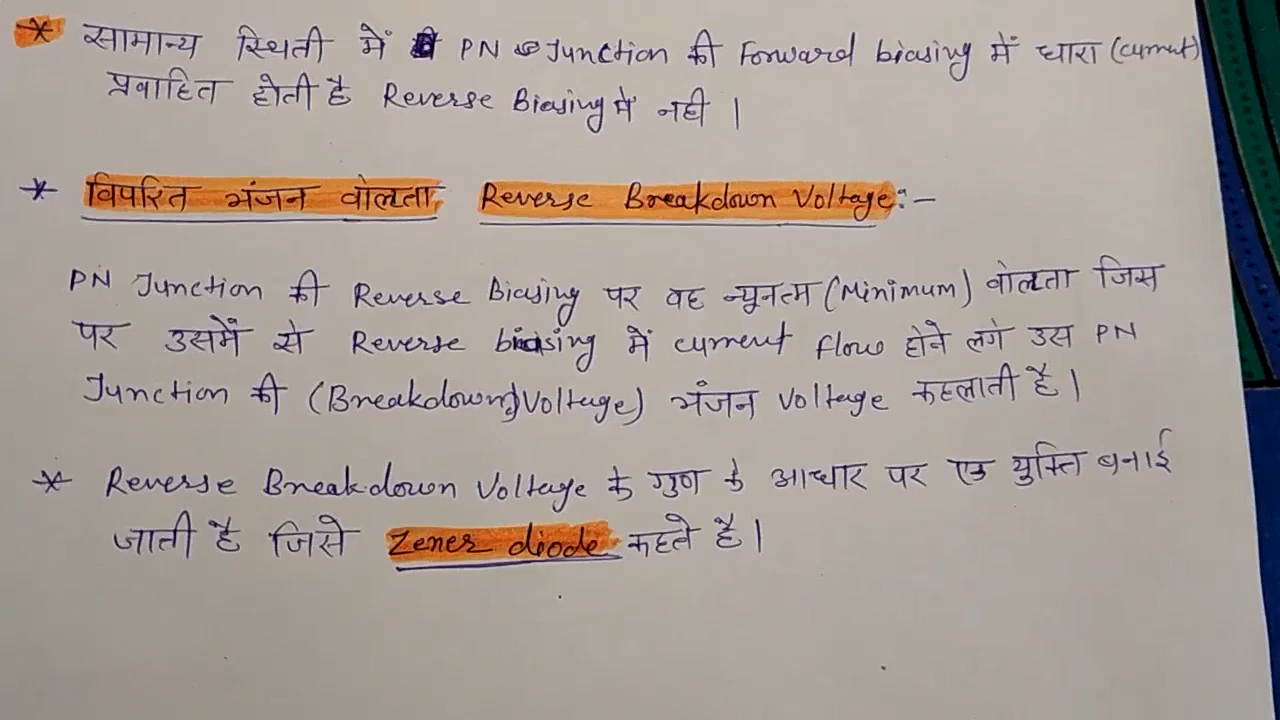 * सामान्य स्थिती में PN Junction की Forward biasing में धारा (current)
प्रवाहित होती है Reverse Biasing में नही ।
* विपरित भंजन वोल्टता Reverse Breakdown Voltage :-
PN Junction की Reverse Biasing पर वह न्यूनतम (Minimum) वोल्टता जिस
पर उसमें से Reverse biasing में current flow होने लगे उस PN
Junction की (Breakdown Voltage) भंजन Voltage कहलाती है ।
* Reverse Breakdown Voltage के गुण के आधार पर एक युक्ति बनाई
जाती है जिसे Zener diode कहते है ।